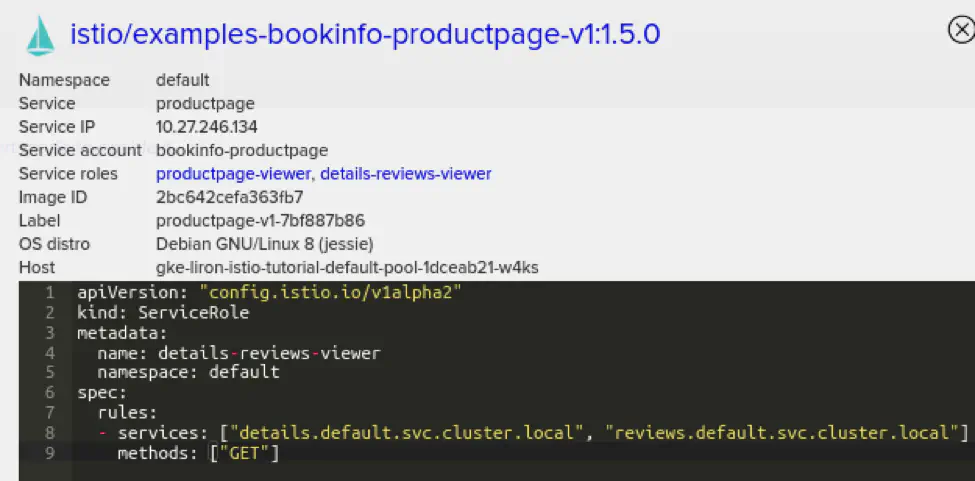 istio/examples-bookinfo-productpage-v1:1.5.0
Namespace default
Service productpage
Service IP 10.27.246.134
Service account bookinfo-productpage
Service roles productpage-viewer, details-reviews-viewer
Image ID 2bc642cefa363fb7
Label productpage-v1-7bf887b86
OS distro Debian GNU/Linux 8 (jessie)
Host gke-liron-istio-tutorial-default-pool-1dceab21-w4ks
1 apiVersion: "config.istio.io/v1alpha2"
2 kind: ServiceRole
3 metadata:
4   name: details-reviews-viewer
5   namespace: default
6 spec:
7   rules:
8   - services: ["details.default.svc.cluster.local", "reviews.default.svc.cluster.local"]
9     methods: ["GET"]